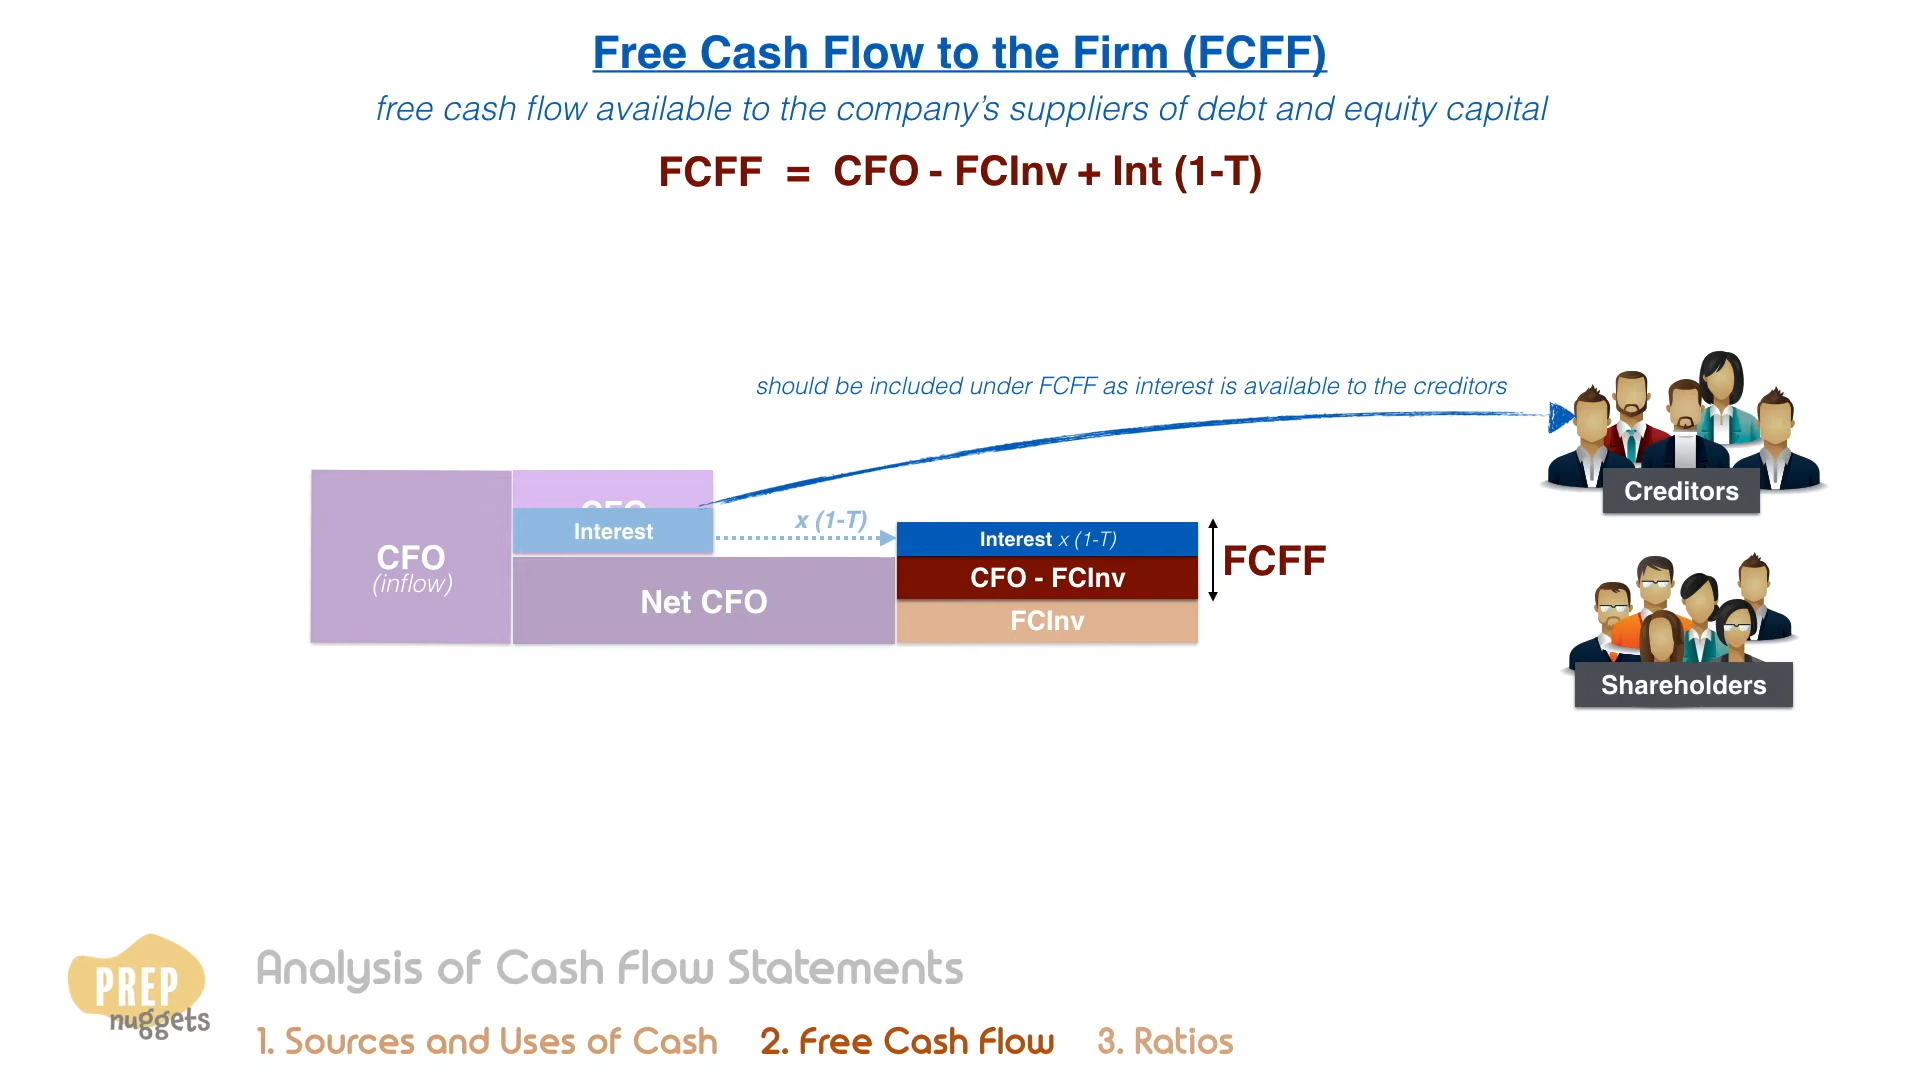 Free Cash Flow to the Firm (FCFF)
free cash flow available to the company's suppliers of debt and equity capital
FCFF = CFO - FCInv + Int (1-T)
should be included under FCFF as interest is available to the creditors
Creditors
CFO
(inflow)
CFO
Interest
x (1-T)
Interest x (1-T)
CFO - FCInv
FCInv
FCFF
Net CFO
Shareholders
PREP
nuggets
Analysis of Cash Flow Statements
1. Sources and Uses of Cash 2. Free Cash Flow 3. Ratios